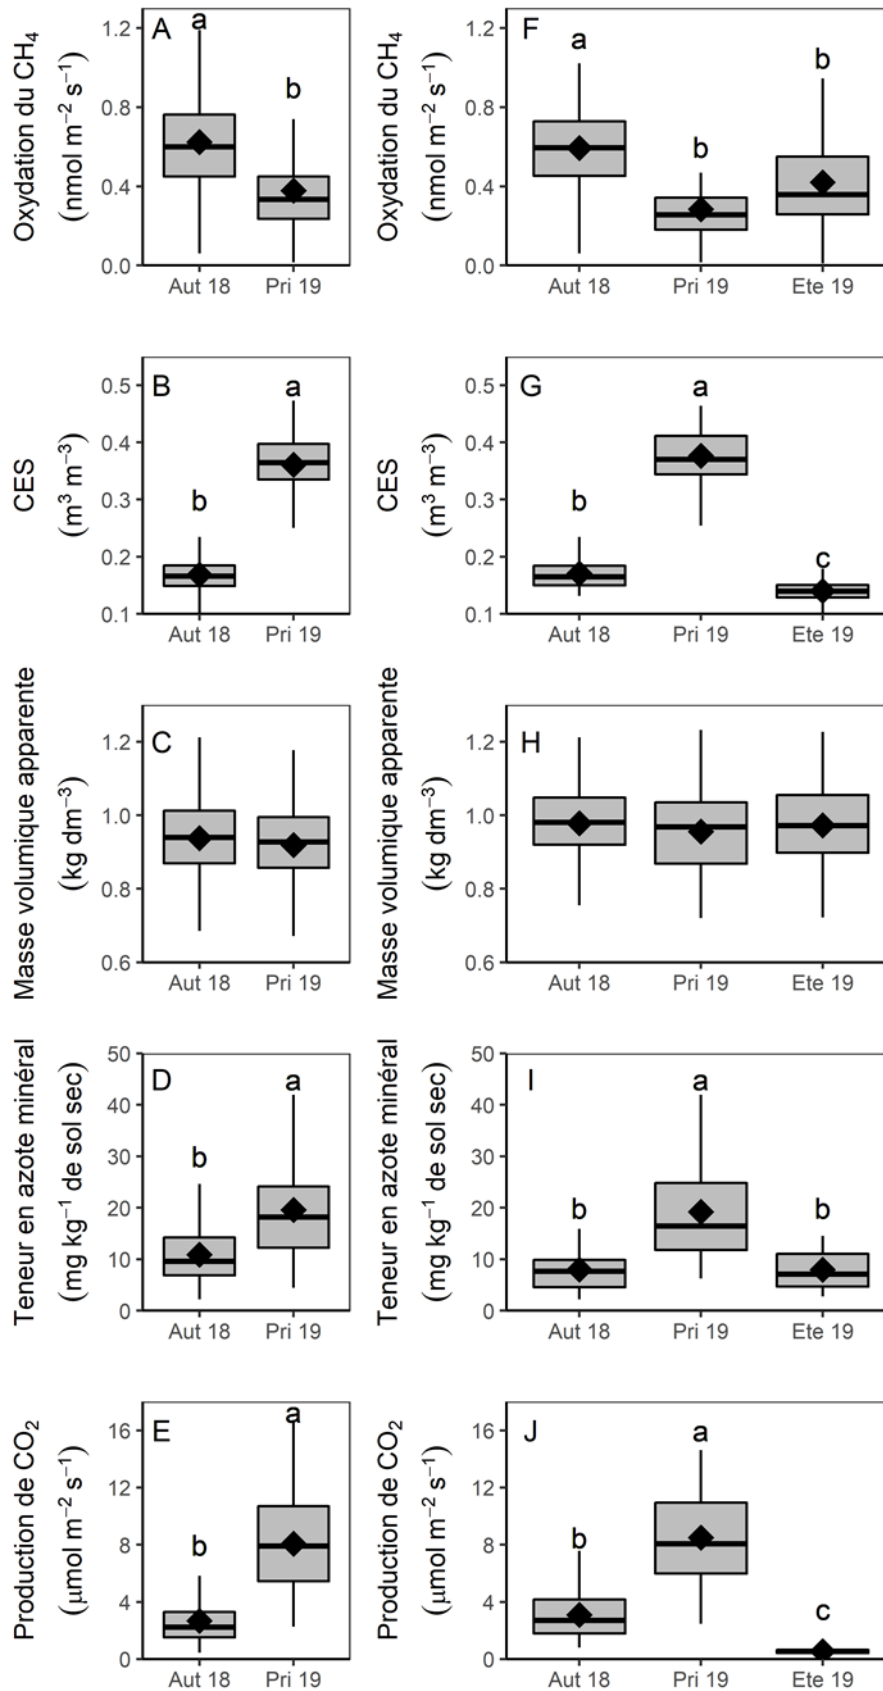 Oxydation du CH₄
(nmol m⁻² s⁻¹)
A
a
b
1.2
0.8
0.4
0.0
Aut 18 Pri 19
Oxydation du CH₄
(nmol m⁻² s⁻¹)
F
a
b
b
1.2
0.8
0.4
0.0
Aut 18 Pri 19 Ete 19
CES
(m³ m⁻³)
B
b
a
0.5
0.4
0.3
0.2
0.1
Aut 18 Pri 19
CES
(m³ m⁻³)
G
b
a
c
0.5
0.4
0.3
0.2
0.1
Aut 18 Pri 19 Ete 19
Masse volumique apparente
(kg dm⁻³)
C
1.2
1.0
0.8
0.6
Aut 18 Pri 19
Masse volumique apparente
(kg dm⁻³)
H
1.2
1.0
0.8
0.6
Aut 18 Pri 19 Ete 19
Teneur en azote minéral
(mg kg⁻¹ de sol sec)
D
b
a
50
40
30
20
10
0
Aut 18 Pri 19
Teneur en azote minéral
(mg kg⁻¹ de sol sec)
I
b
a
b
50
40
30
20
10
0
Aut 18 Pri 19 Ete 19
Production de CO₂
(μmol m⁻² s⁻¹)
E
b
a
16
12
8
4
0
Aut 18 Pri 19
Production de CO₂
(μmol m⁻² s⁻¹)
J
b
a
c
16
12
8
4
0
Aut 18 Pri 19 Ete 19